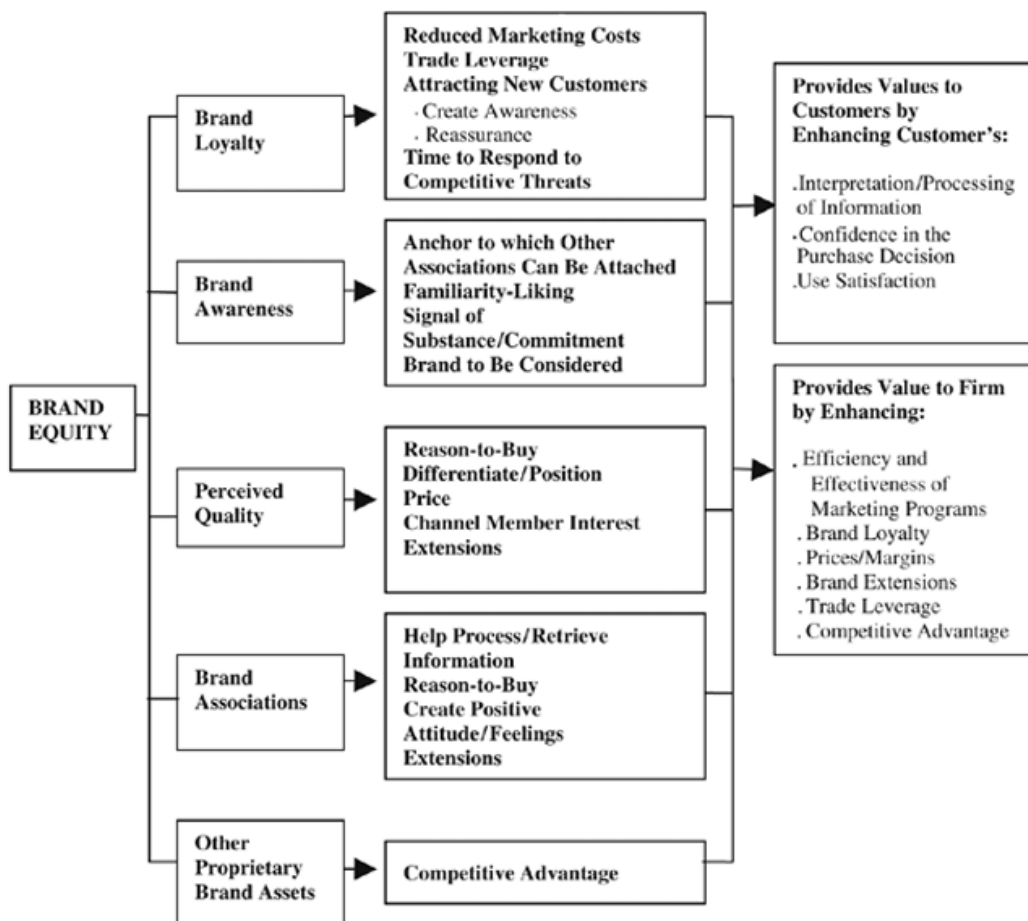 BRAND
EQUITY
Brand
Loyalty
Reduced Marketing Costs
Trade Leverage
Attracting New Customers
· Create Awareness
· Reassurance
Time to Respond to
Competitive Threats
Brand
Awareness
Anchor to which Other
Associations Can Be Attached
Familiarity-Liking
Signal of
Substance/Commitment
Brand to Be Considered
Perceived
Quality
Reason-to-Buy
Differentiate/Position
Price
Channel Member Interest
Extensions
Brand
Associations
Help Process/Retrieve
Information
Reason-to-Buy
Create Positive
Attitude/Feelings
Extensions
Other
Proprietary
Brand Assets
Competitive Advantage
Provides Values to
Customers by
Enhancing Customer's:
.Interpretation/Processing
of Information
.Confidence in the
Purchase Decision
.Use Satisfaction
Provides Value to Firm
by Enhancing:
. Efficiency and
Effectiveness of
Marketing Programs
. Brand Loyalty
. Prices/Margins
. Brand Extensions
. Trade Leverage
. Competitive Advantage